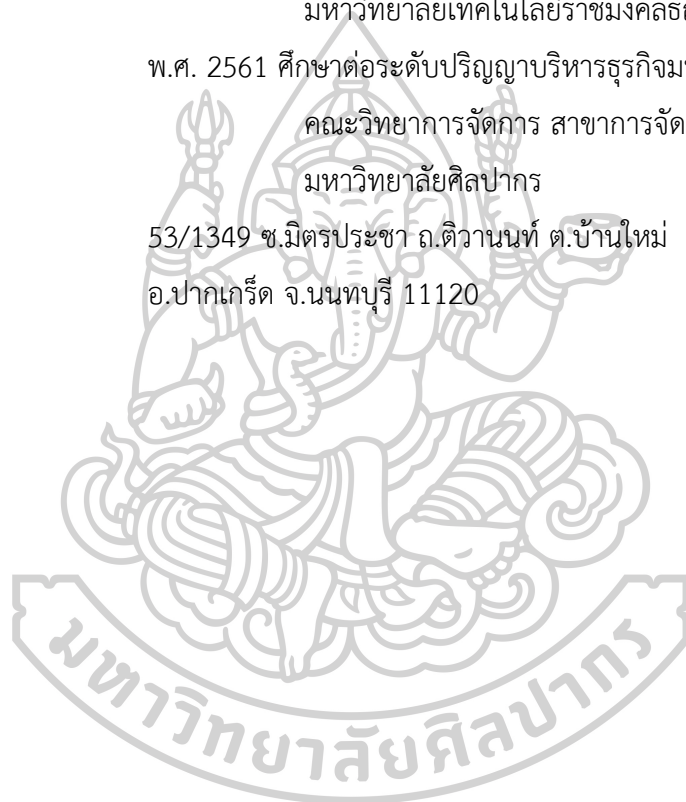 มหาวิทยาลัยเทคโนโลยีราชมงคลธัญ
พ.ศ. 2561 ศึกษาต่อระดับปริญญาบริหารธุรกิจมห
คณะวิทยาการจัดการ สาขาการจัด
มหาวิทยาลัยศิลปากร
53/1349 ซ.มิตรประชา ถ.ติวานนท์ ต.บ้านใหม่
อ.ปากเกร็ด จ.นนทบุรี 11120
มหาวิทยาลัยศิลปากร